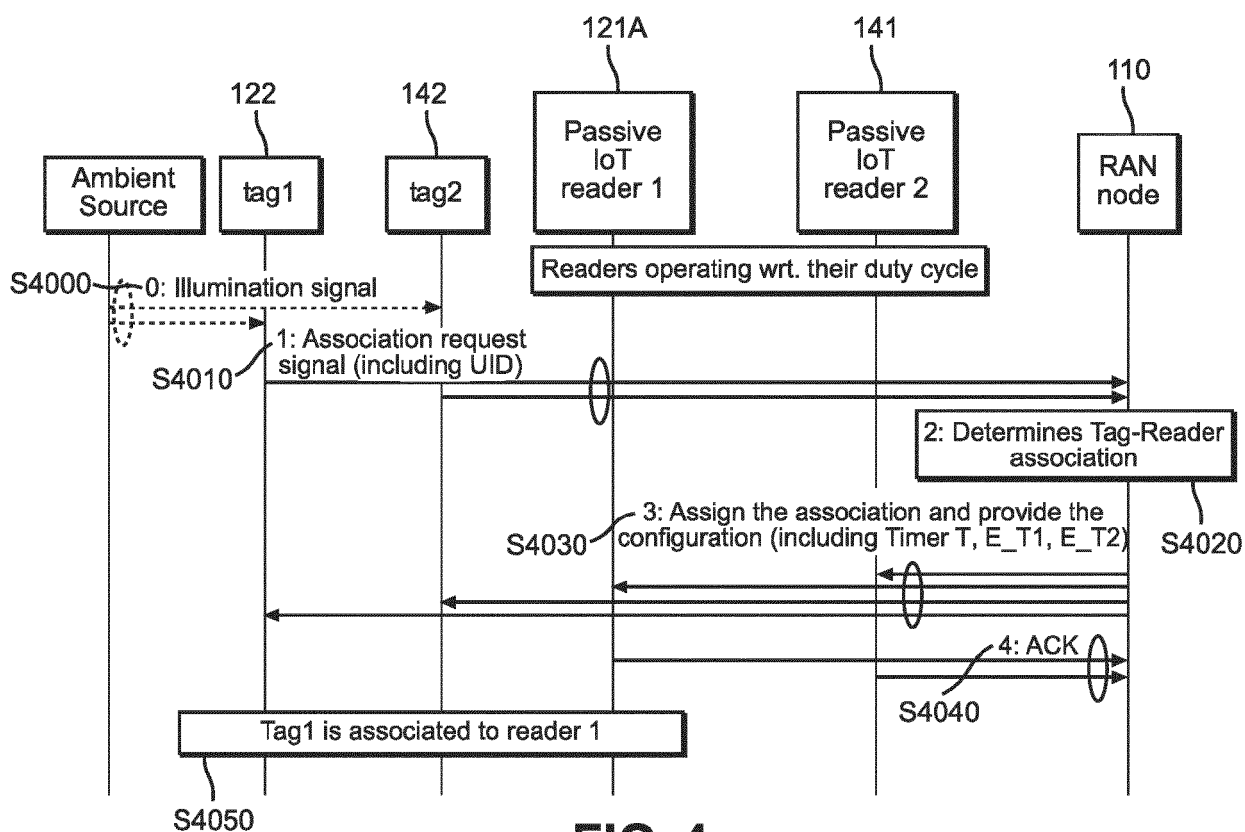 121A
141
110
122
142
Passive
IoT
reader 1
Passive
IoT
reader 2
RAN
node
Ambient
Source
tag1
tag2
Readers operating wrt. their duty cycle
S4000
0: Illumination signal
1: Association request
signal (including UID)
S4010
2: Determines Tag-Reader
association
3: Assign the association and provide the
configuration (including Timer T, E_T1, E_T2)
S4030
S4020
4: ACK
S4040
Tag1 is associated to reader 1
S4050